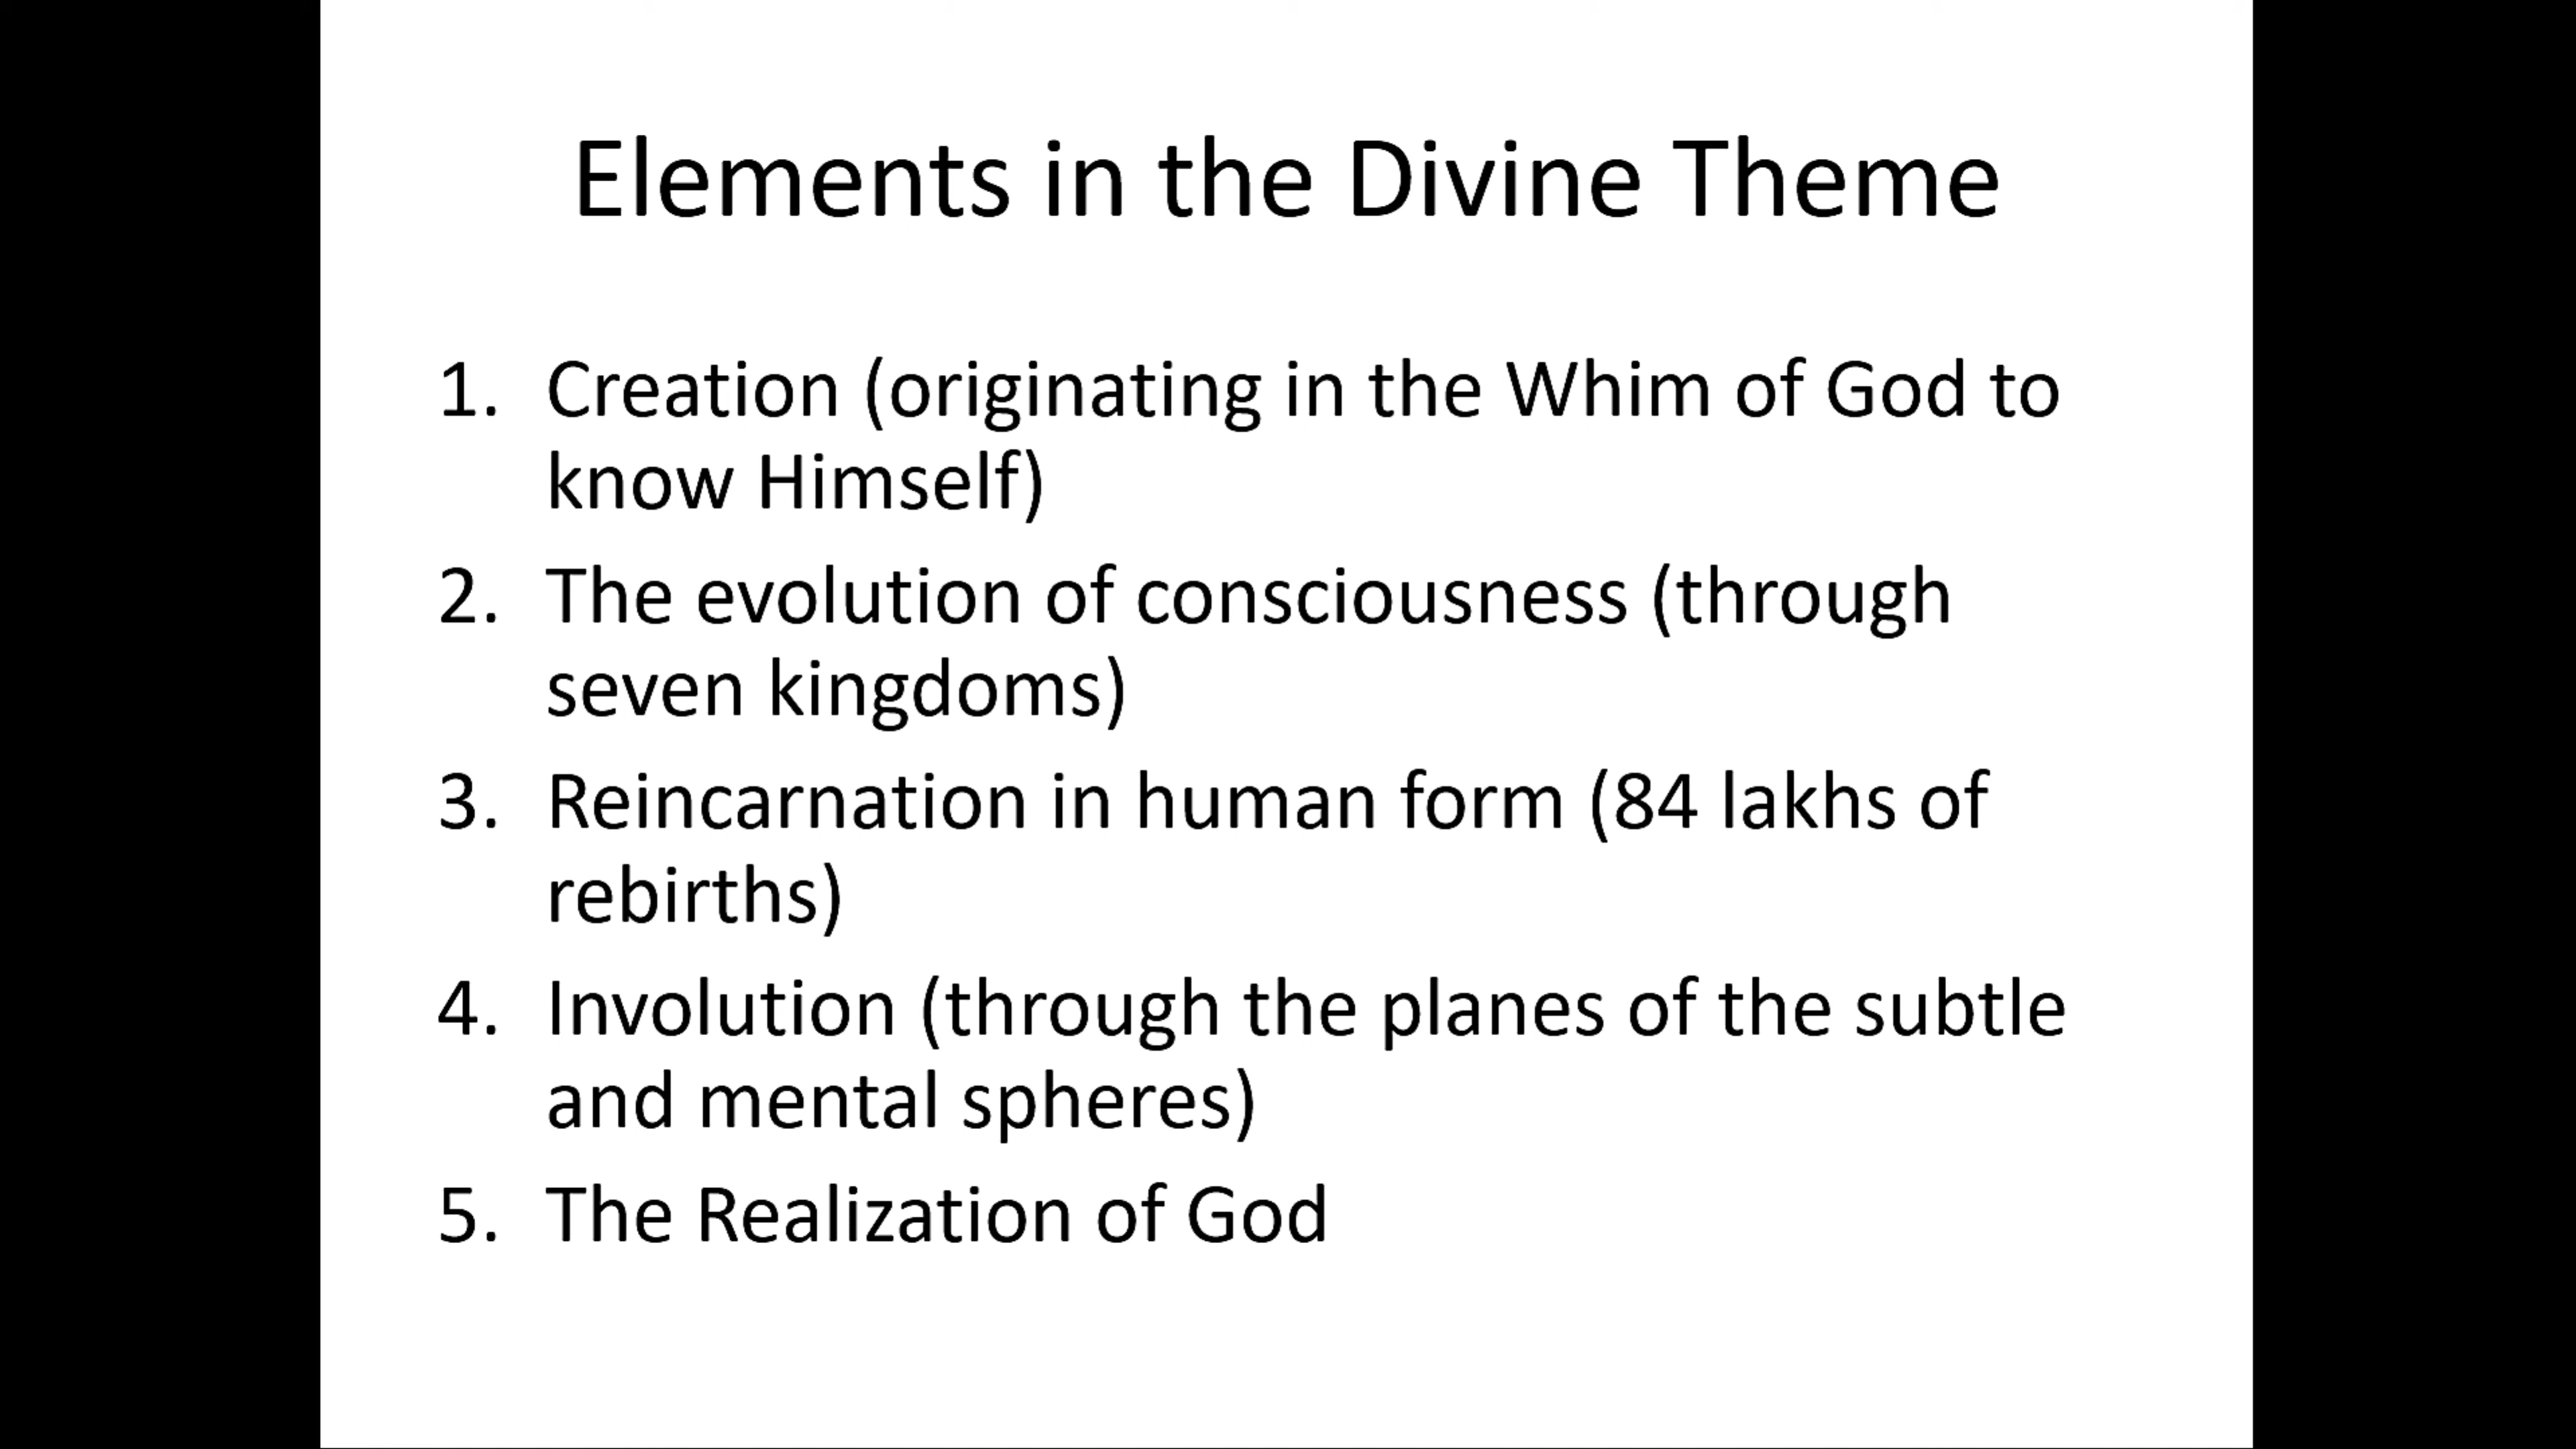 Elements in the Divine Theme
1. Creation (originating in the Whim of God to
know Himself)
2. The evolution of consciousness (through
seven kingdoms)
3. Reincarnation in human form (84 lakhs of
rebirths)
4. Involution (through the planes of the subtle
and mental spheres)
5. The Realization of God